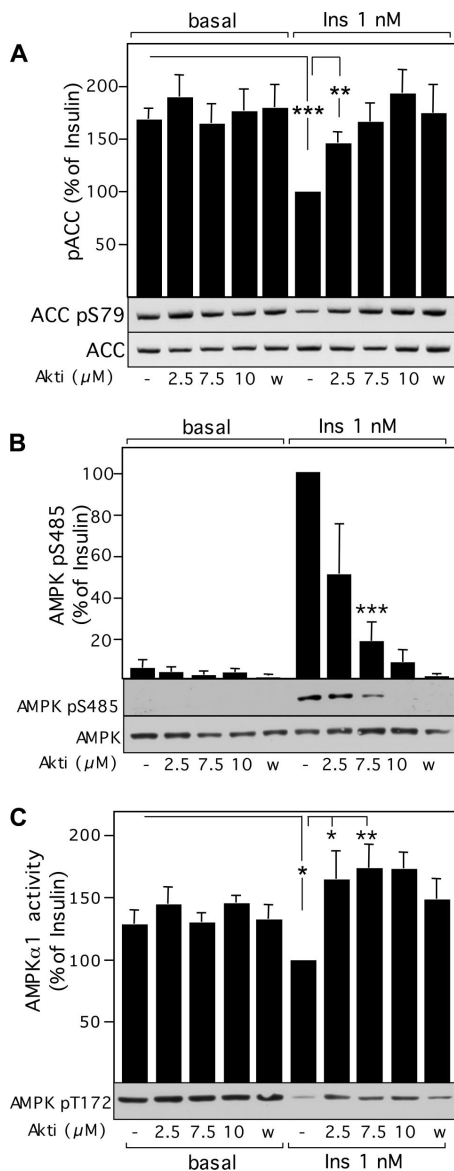 basal Ins 1 nM
A
***
**
pACC (% of Insulin)
200
150
100
50
ACC pS79
ACC
Akti (µM) - 2.5 7.5 10 w - 2.5 7.5 10 w
basal Ins 1 nM
B
AMPK pS485
(% of Insulin)
100
80
60
40
20
***
AMPK pS485
AMPK
Akti (µM) - 2.5 7.5 10 w - 2.5 7.5 10 w
C
AMPKα1 activity
(% of Insulin)
200
150
100
50
* * **
AMPK pT172
Akti (µM) - 2.5 7.5 10 w - 2.5 7.5 10 w
basal Ins 1 nM